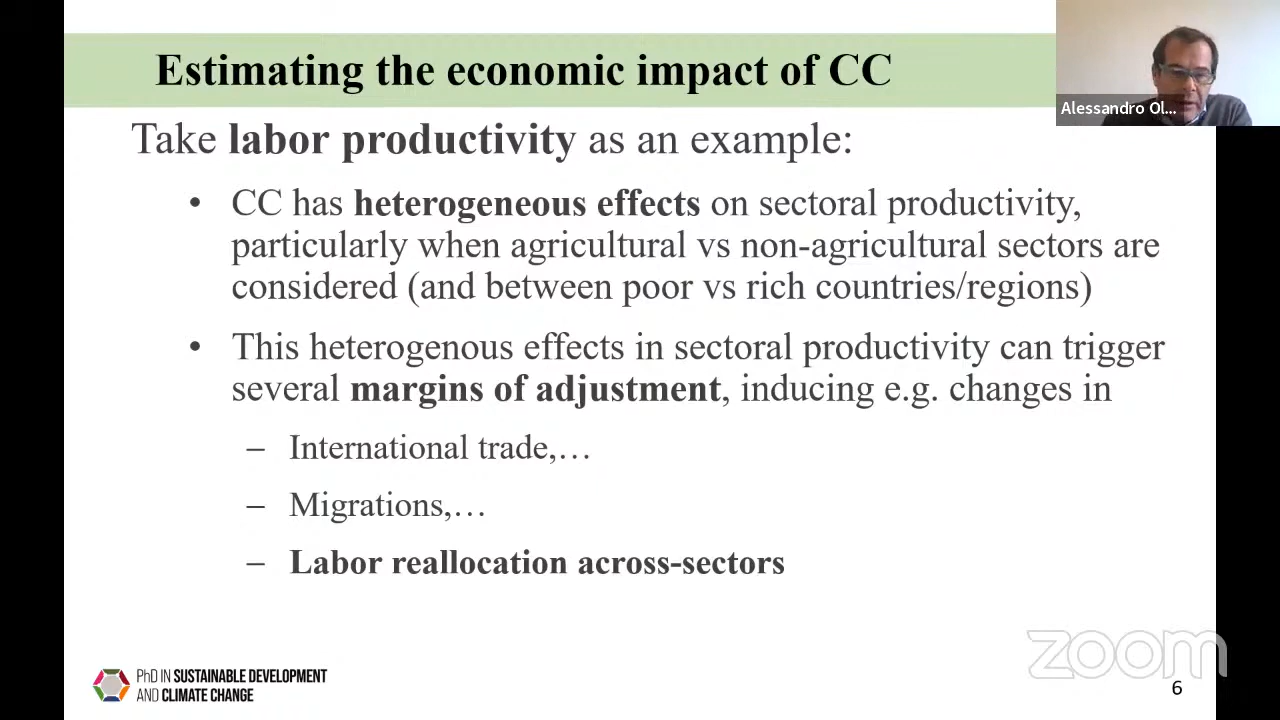 Estimating the economic impact of CC
Alessandro Ol...
Take labor productivity as an example:
• CC has heterogeneous effects on sectoral productivity,
particularly when agricultural vs non-agricultural sectors are
considered (and between poor vs rich countries/regions)
• This heterogenous effects in sectoral productivity can trigger
several margins of adjustment, inducing e.g. changes in
– International trade,…
– Migrations,…
– Labor reallocation across-sectors
zoom
PhD IN SUSTAINABLE DEVELOPMENT
AND CLIMATE CHANGE
6